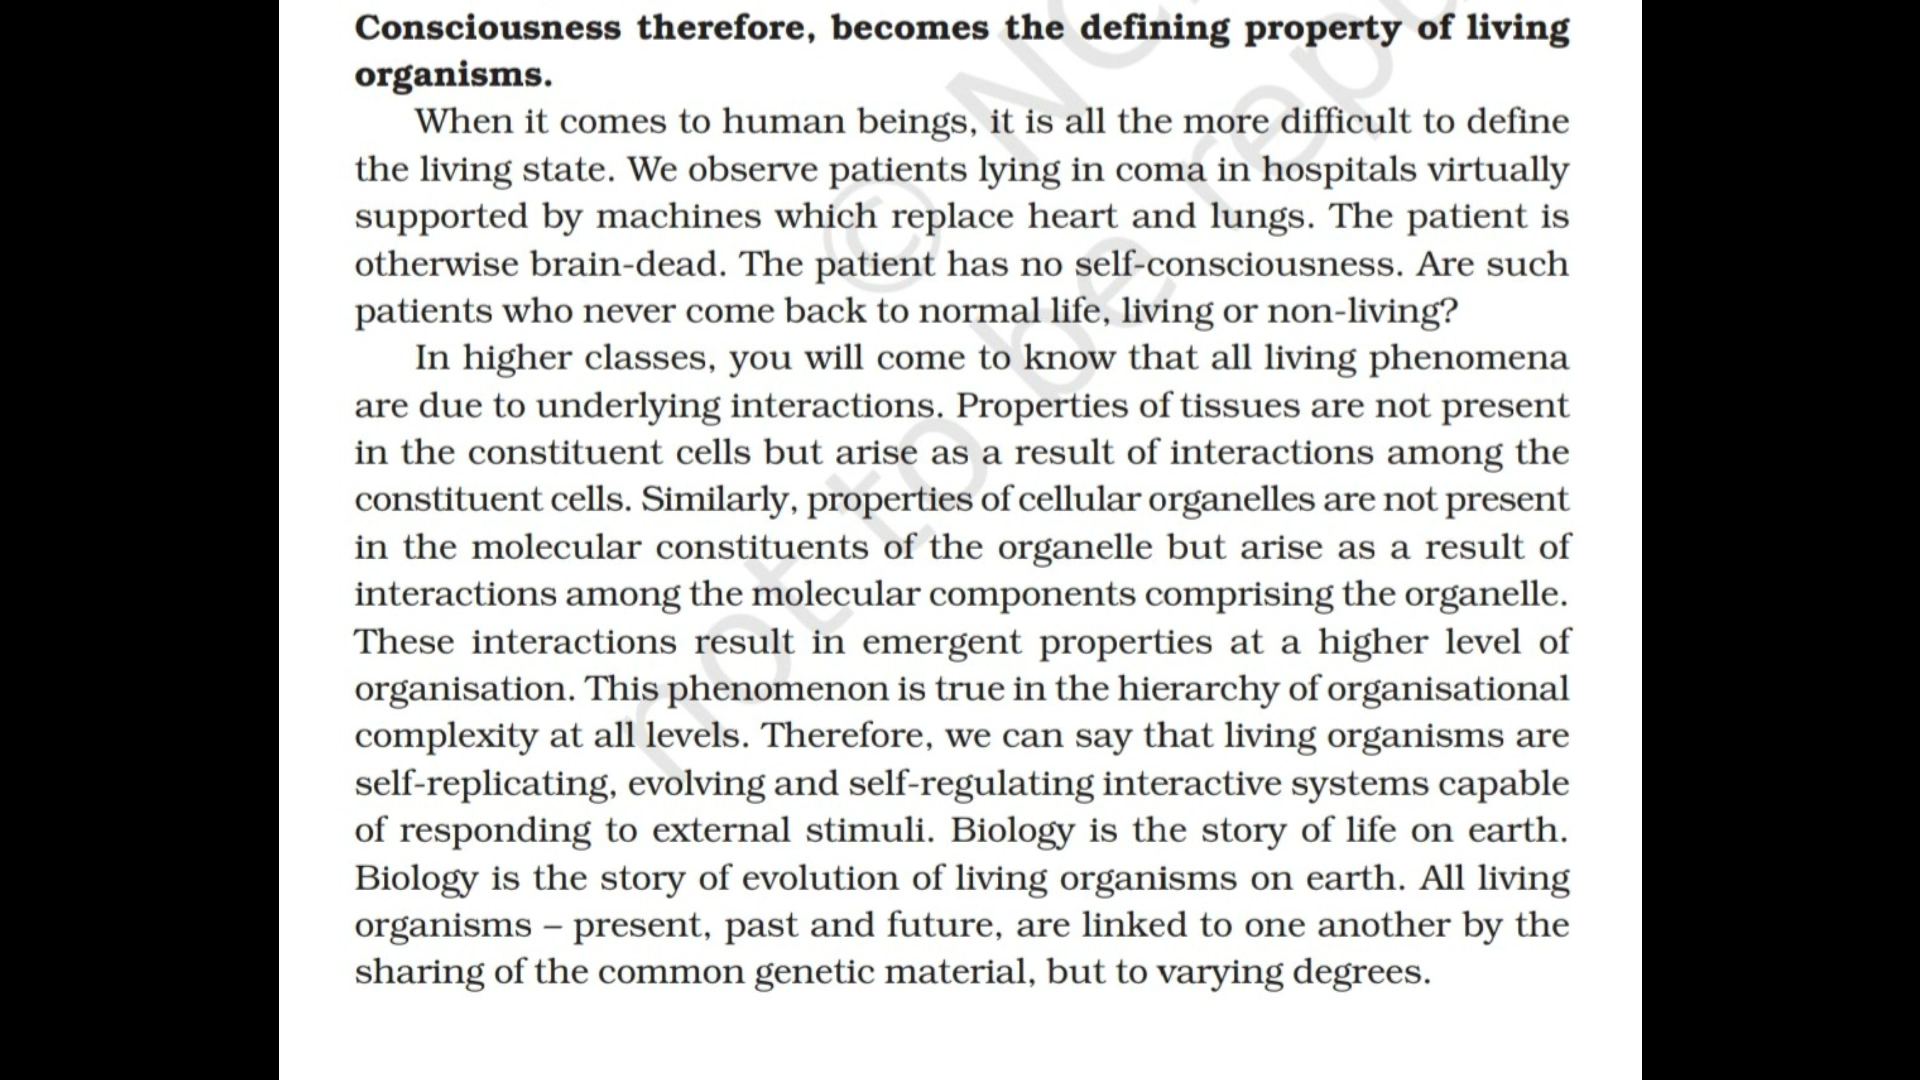 Consciousness therefore, becomes the defining property of living
organisms.
When it comes to human beings, it is all the more difficult to define
the living state. We observe patients lying in coma in hospitals virtually
supported by machines which replace heart and lungs. The patient is
otherwise brain-dead. The patient has no self-consciousness. Are such
patients who never come back to normal life, living or non-living?
In higher classes, you will come to know that all living phenomena
are due to underlying interactions. Properties of tissues are not present
in the constituent cells but arise as a result of interactions among the
constituent cells. Similarly, properties of cellular organelles are not present
in the molecular constituents of the organelle but arise as a result of
interactions among the molecular components comprising the organelle.
These interactions result in emergent properties at a higher level of
organisation. This phenomenon is true in the hierarchy of organisational
complexity at all levels. Therefore, we can say that living organisms are
self-replicating, evolving and self-regulating interactive systems capable
of responding to external stimuli. Biology is the story of life on earth.
Biology is the story of evolution of living organisms on earth. All living
organisms – present, past and future, are linked to one another by the
sharing of the common genetic material, but to varying degrees.
©
not to be